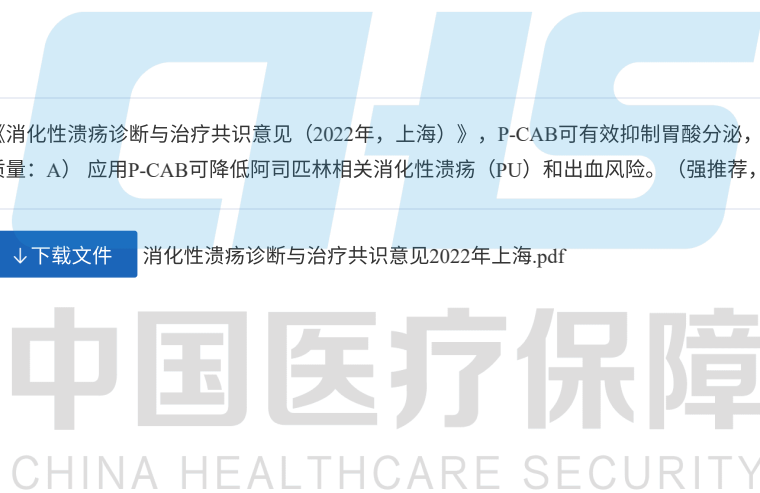 《消化性溃疡诊断与治疗共识意见（2022年，上海）》，P-CAB可有效抑制胃酸分泌，
质量：A） 应用P-CAB可降低阿司匹林相关消化性溃疡（PU）和出血风险。（强推荐，
↓下载文件 消化性溃疡诊断与治疗共识意见2022年上海.pdf
中国医疗保障
CHINA HEALTHCARE SECURITY